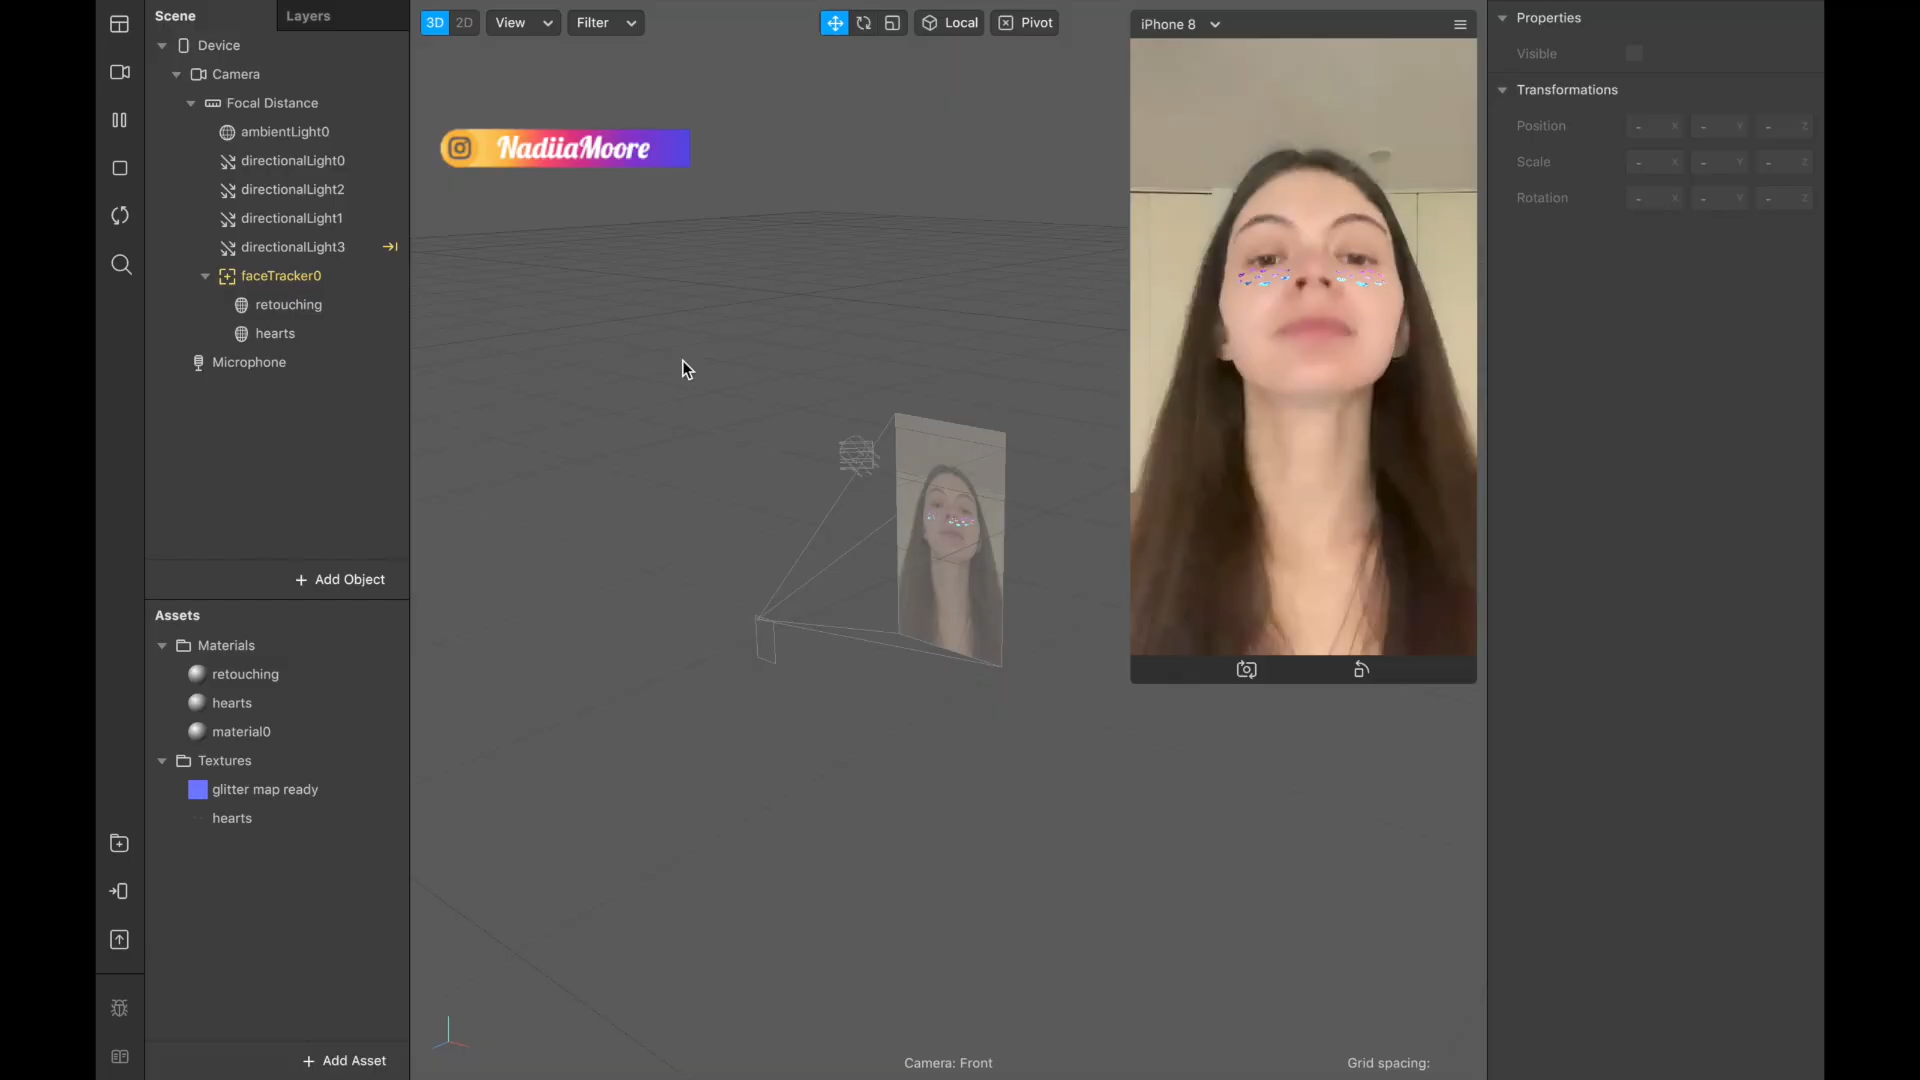 Scene
Layers
Device
Camera
Focal Distance
ambientLight0
directionalLight0
directionalLight2
directionalLight1
directionalLight3
faceTracker0
retouching
hearts
Microphone
+ Add Object
Assets
Materials
retouching
hearts
material0
Textures
glitter map ready
hearts
+ Add Asset
3D 2D View Filter
Local Pivot
NadiiaMoore
iPhone 8
Camera: Front
Grid spacing:
Properties
Visible
Transformations
Position - X - Y - Z
Scale - X - Y - Z
Rotation - X - Y - Z